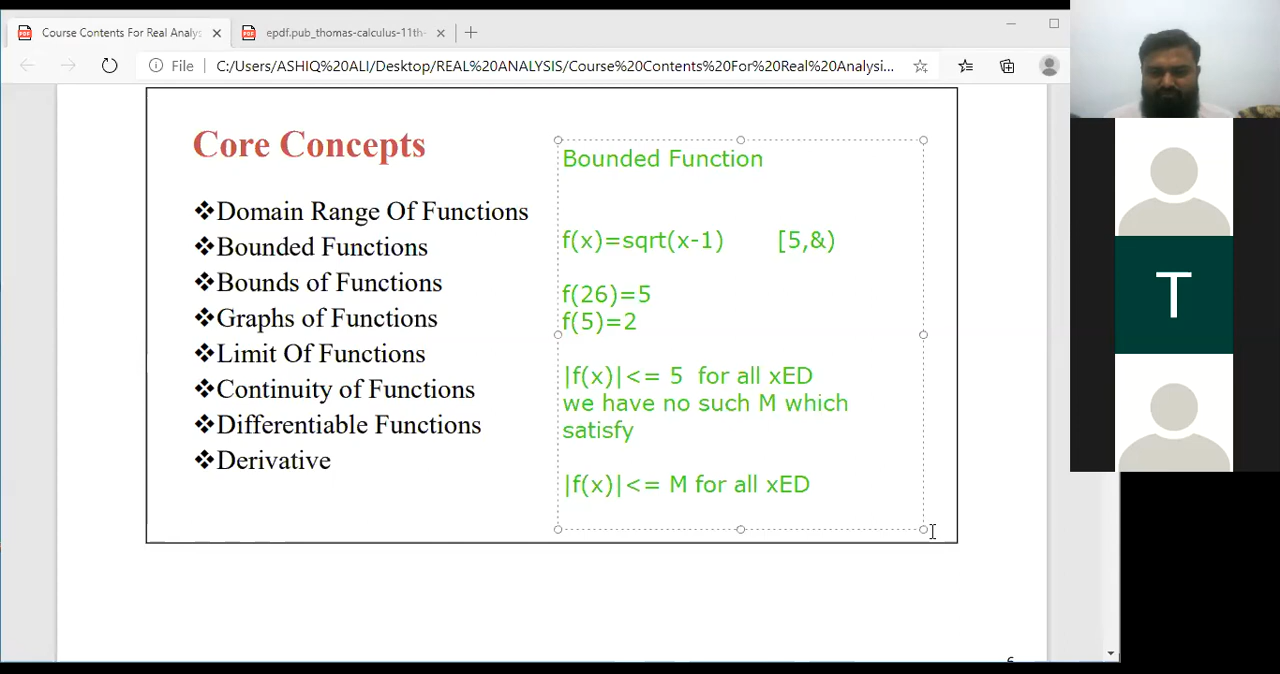 Course Contents For Real Analy
epdf.pub_thomas-calculus-11th-
File
C:/Users/ASHIQ%20ALI/Desktop/REAL%20ANALYSIS/Course%20Contents%20For%20Real%20Analysi...
Core Concepts
❖Domain Range Of Functions
❖Bounded Functions
❖Bounds of Functions
❖Graphs of Functions
❖Limit Of Functions
❖Continuity of Functions
❖Differentiable Functions
❖Derivative
Bounded Function
f(x)=sqrt(x-1) [5,&)
f(26)=5
f(5)=2
|f(x)|<= 5 for all xED
we have no such M which
satisfy
|f(x)|<= M for all xED
T